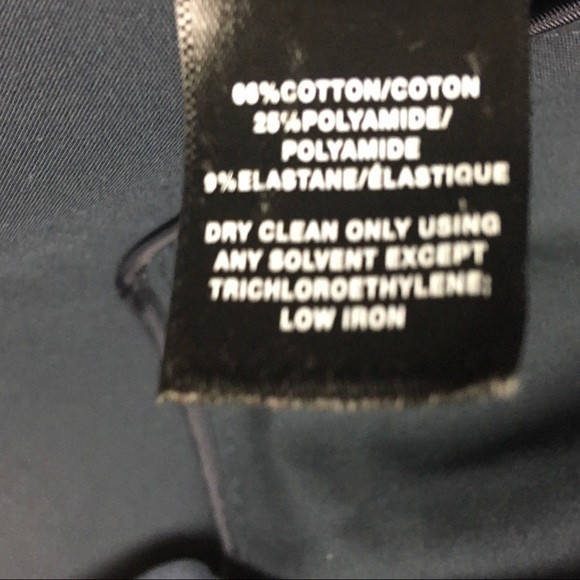 66%COTTON/COTON
25%POLYAMIDE/
POLYAMIDE
9%ELASTANE/ÉLASTIQUE
DRY CLEAN ONLY USING
ANY SOLVENT EXCEPT
TRICHLOROETHYLENE;
LOW IRON